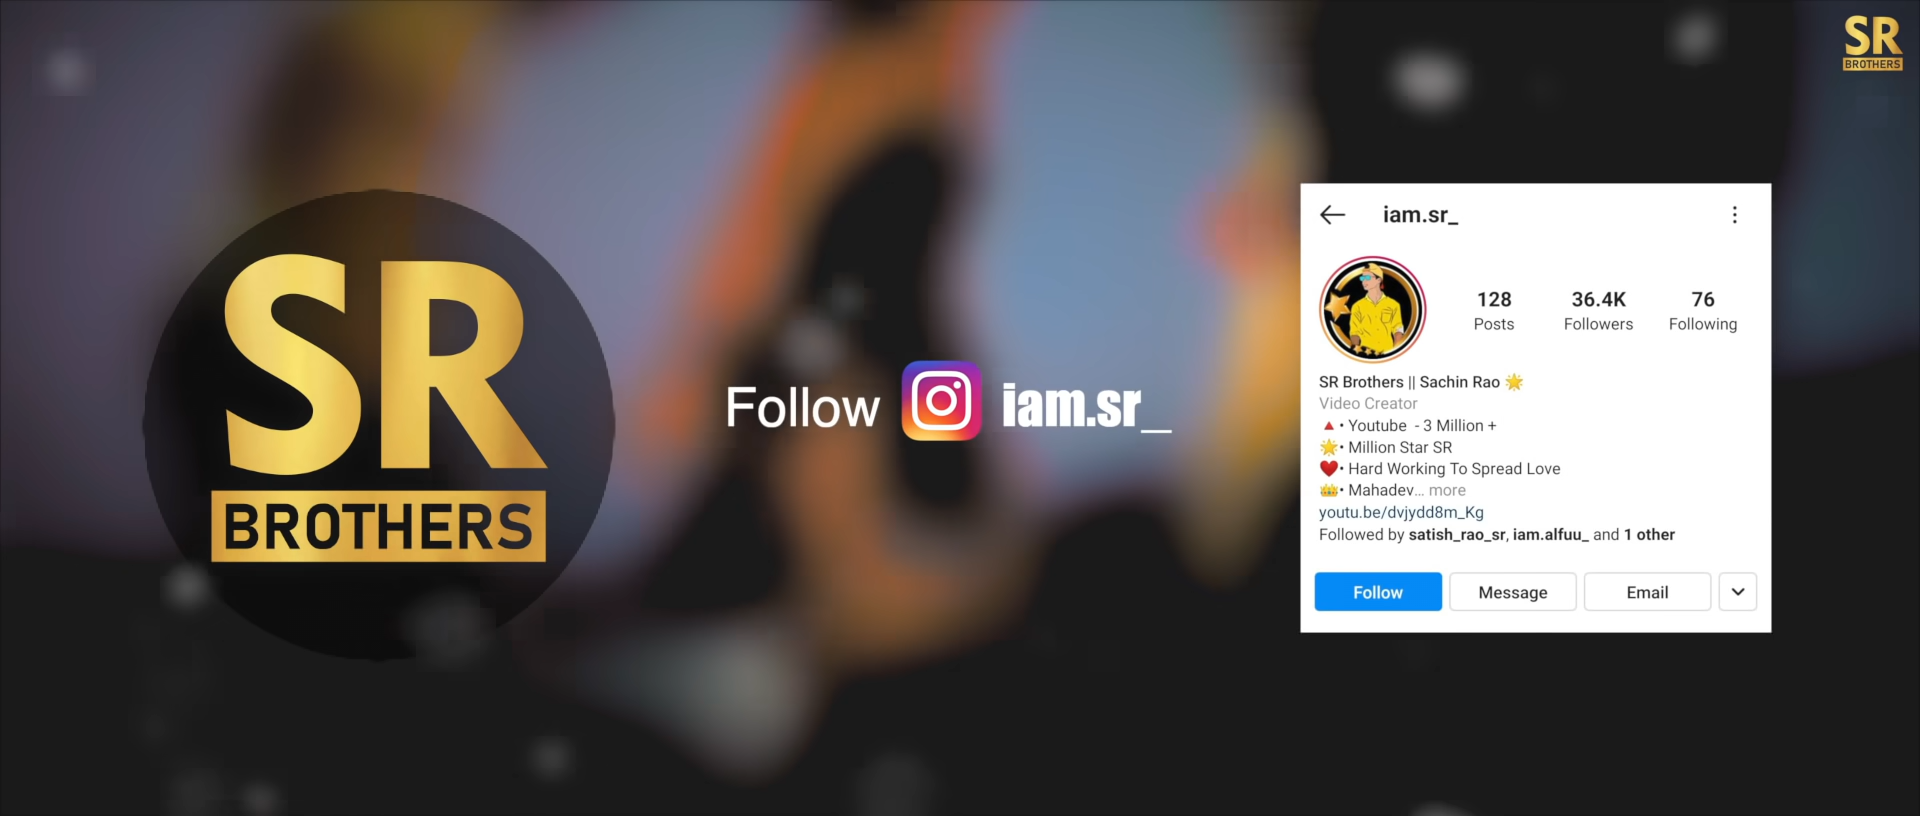 SR
BROTHERS
SR
BROTHERS
Follow iam.sr_
iam.sr_
128 36.4K 76
Posts Followers Following
SR Brothers || Sachin Rao 🌟
Video Creator
🔺• Youtube - 3 Million +
🌟• Million Star SR
❤️• Hard Working To Spread Love
👑• Mahadev... more
youtu.be/dvjydd8m_Kg
Followed by satish_rao_sr, iam.alfuu_ and 1 other
Follow Message Email